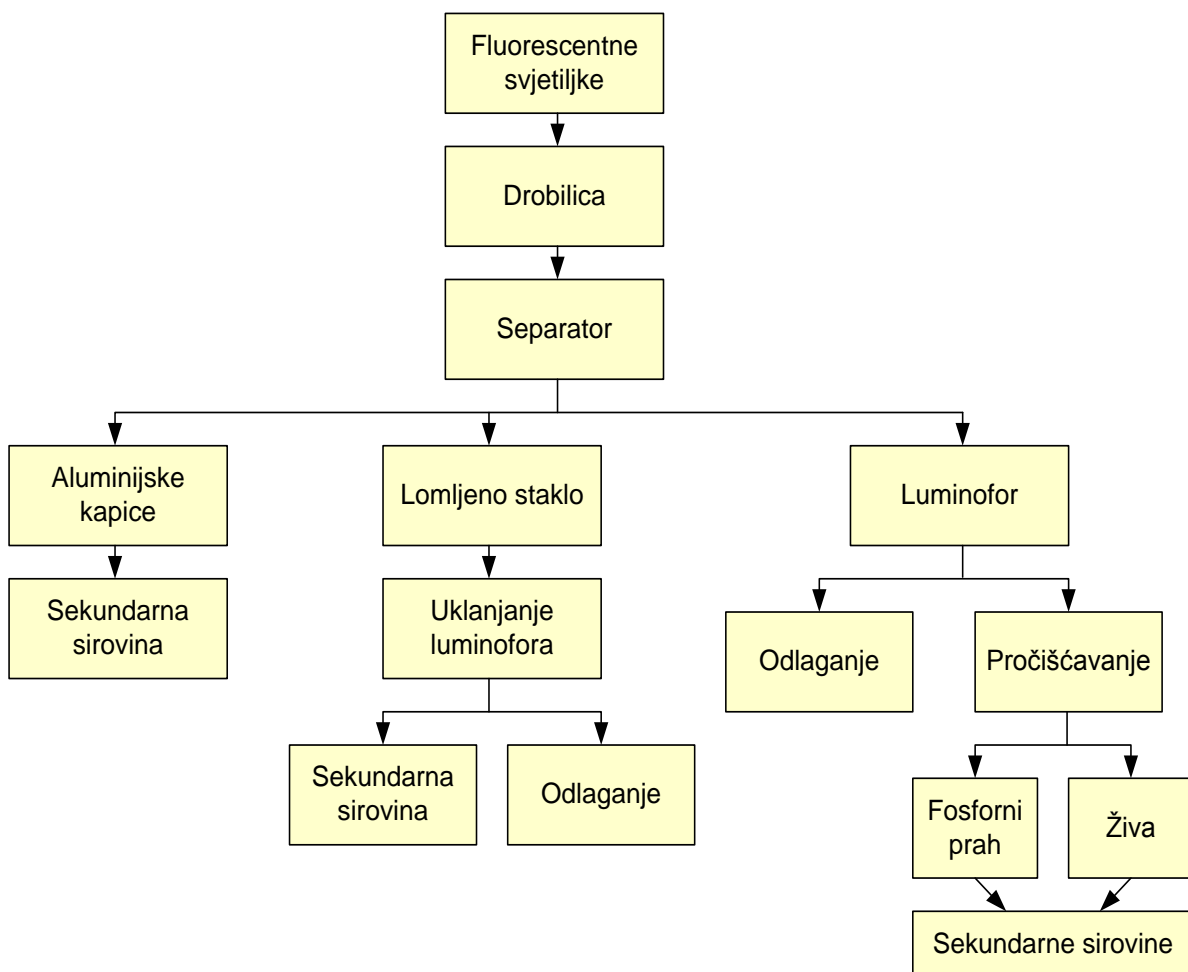 Fluorescentne
svjetiljke
Drobilica
Separator
Aluminijske
kapice
Lomljeno staklo
Luminofor
Sekundarna
sirovina
Uklanjanje
luminofora
Odlaganje
Pročišćavanje
Sekundarna
sirovina
Odlaganje
Fosforni
prah
Živa
Sekundarne sirovine